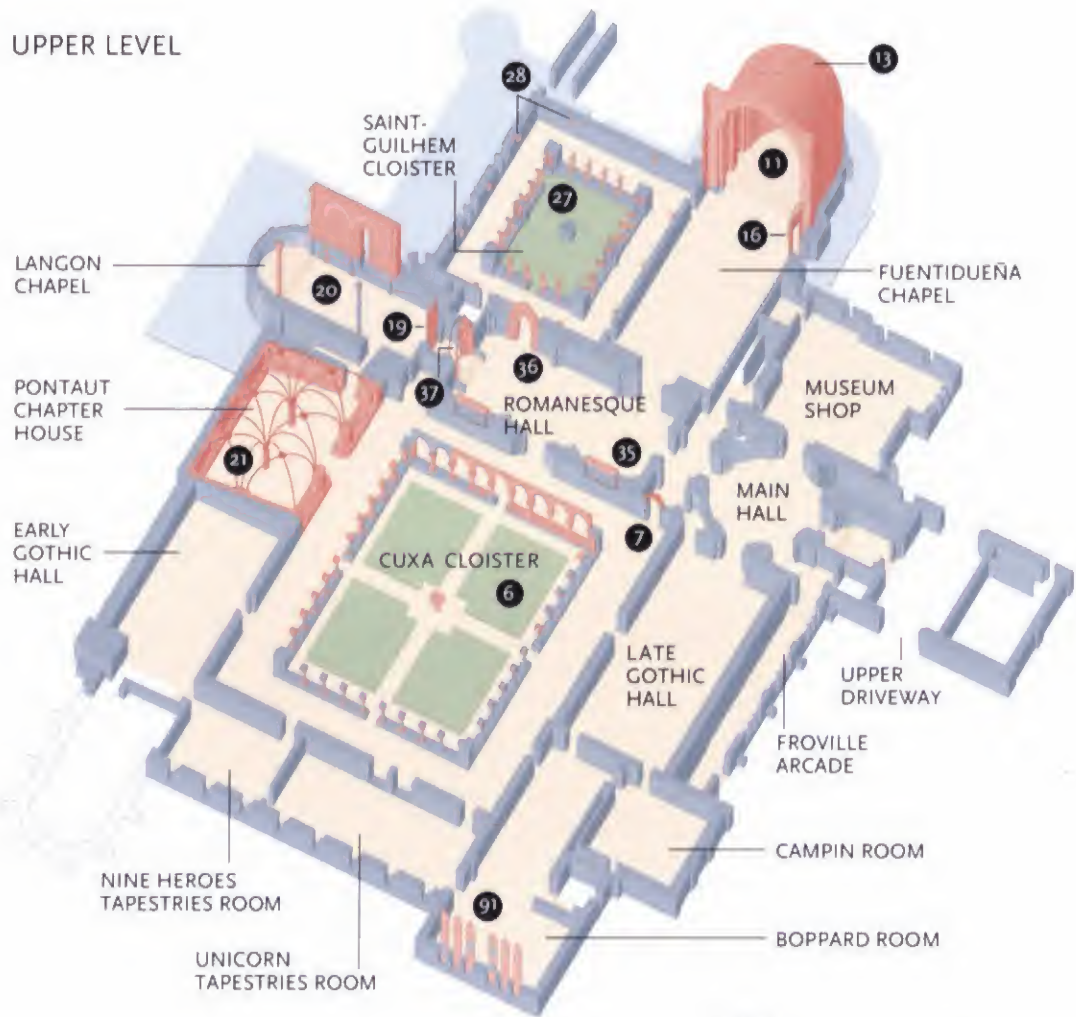 UPPER LEVEL
13
28
SAINT-
GUILHEM
CLOISTER
11
27
16
LANGON
CHAPEL
20
FUENTIDUEÑA
CHAPEL
19
36
37
PONTAUT
CHAPTER
HOUSE
ROMANESQUE
HALL
MUSEUM
SHOP
21
35
MAIN
HALL
EARLY
GOTHIC
HALL
7
CUXA CLOISTER
6
LATE
GOTHIC
HALL
UPPER
DRIVEWAY
FROVILLE
ARCADE
CAMPIN ROOM
NINE HEROES
TAPESTRIES ROOM
91
BOPPARD ROOM
UNICORN
TAPESTRIES ROOM